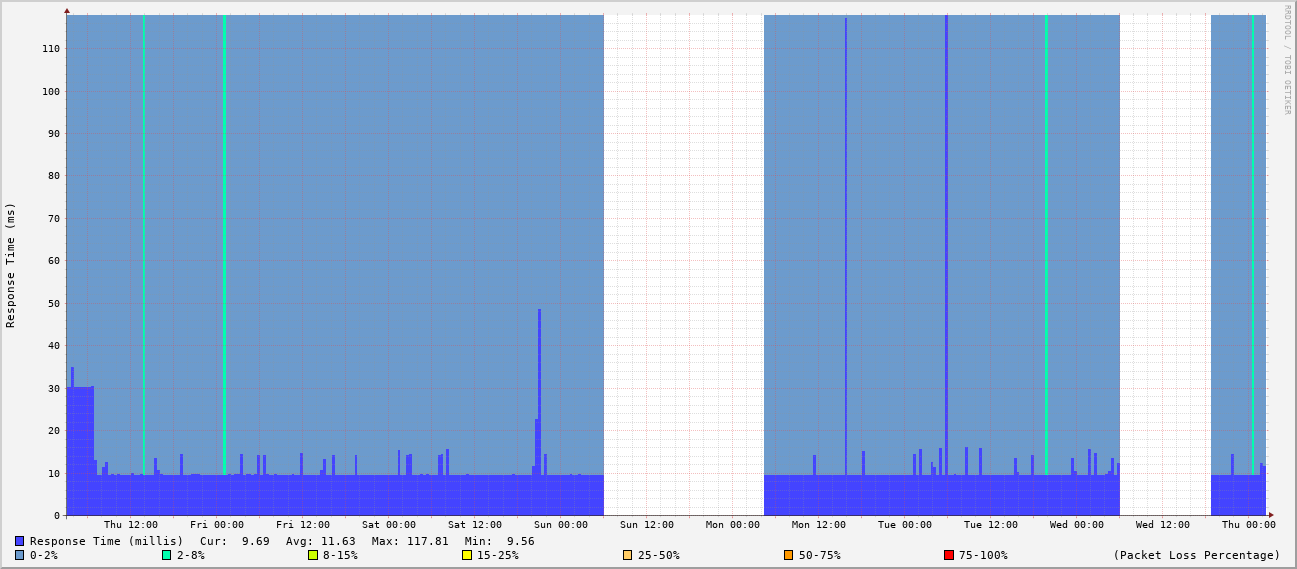 RRDTOOL / TOBI OETIKER
Response Time (ms)
110
100
90
80
70
60
50
40
30
20
10
0
Thu 12:00 Fri 00:00 Fri 12:00 Sat 00:00 Sat 12:00 Sun 00:00 Sun 12:00 Mon 00:00 Mon 12:00 Tue 00:00 Tue 12:00 Wed 00:00 Wed 12:00 Thu 00:00
Response Time (millis) Cur: 9.69 Avg: 11.63 Max: 117.81 Min: 9.56
0-2% 2-8% 8-15% 15-25% 25-50% 50-75% 75-100% (Packet Loss Percentage)